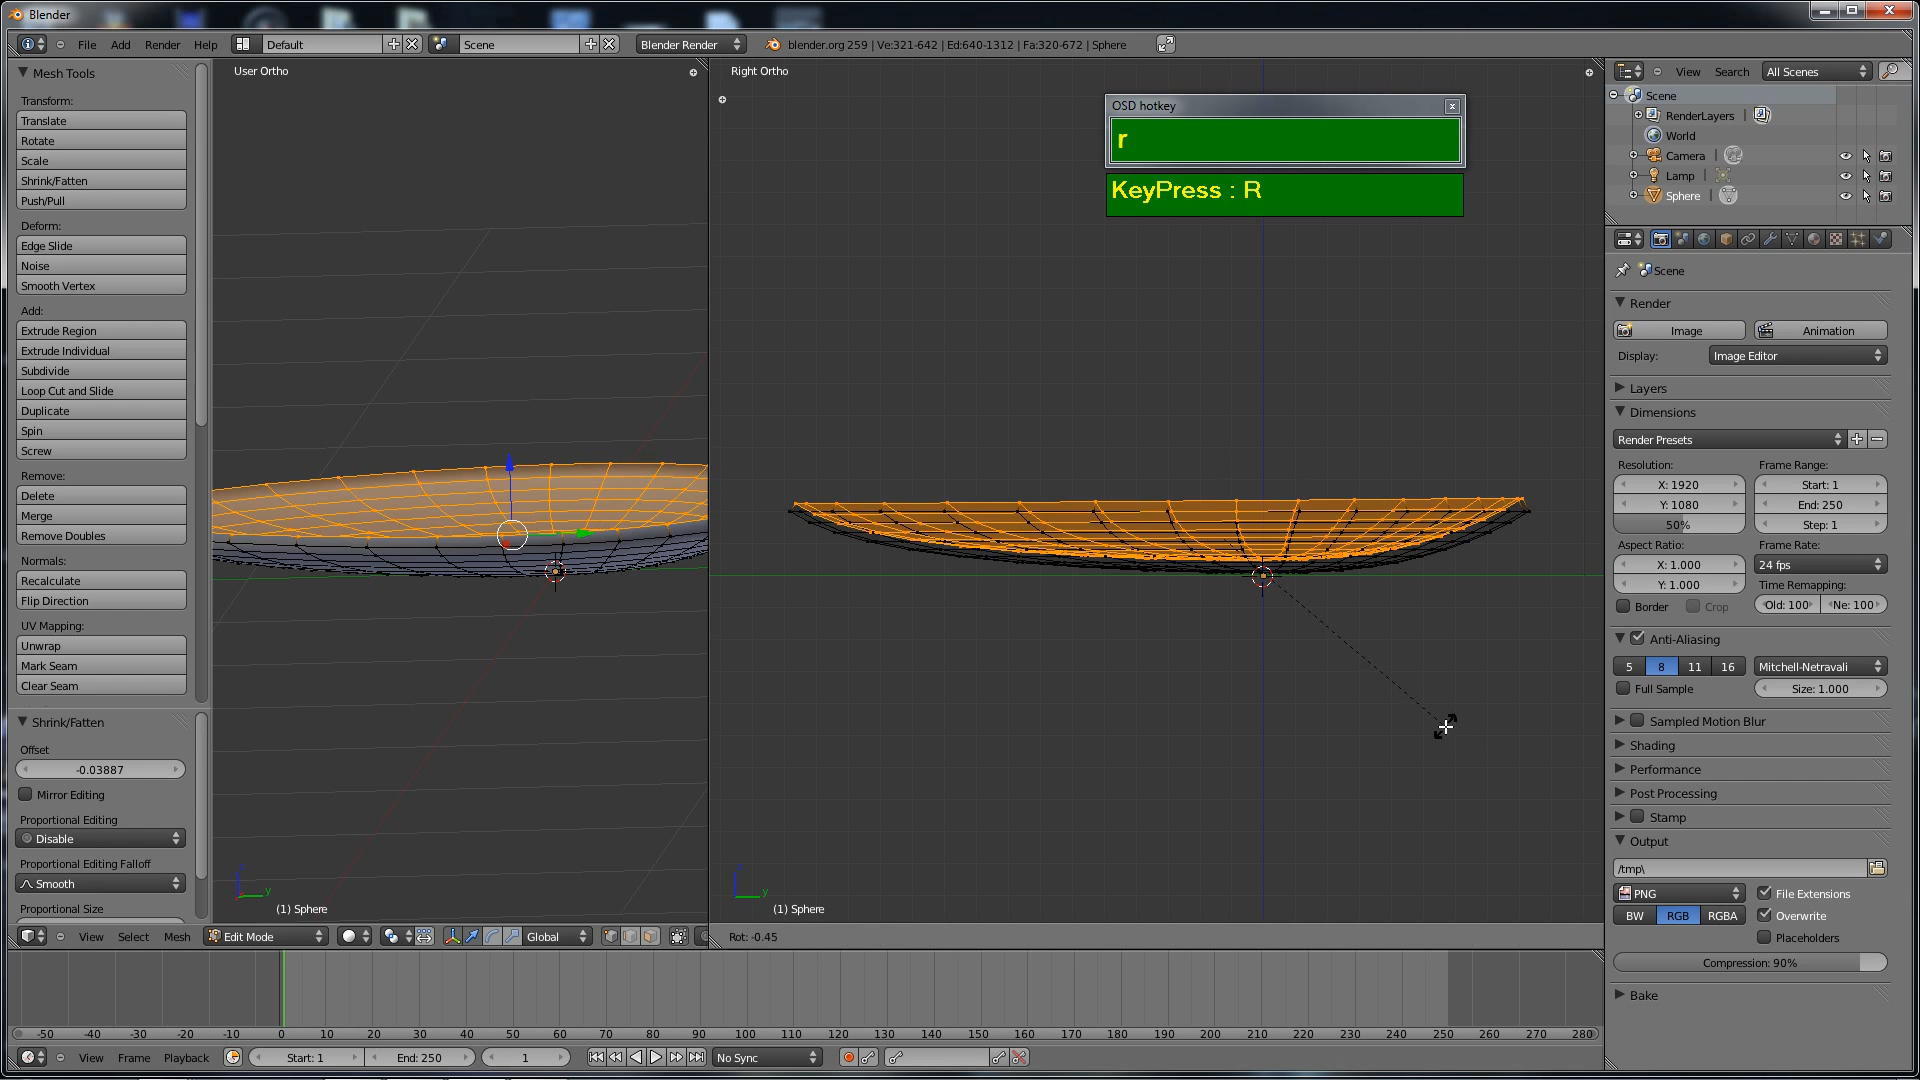 Blender
File Add Render Help Default Scene Blender Render blender.org 259 | Ve:321-642 | Ed:640-1312 | Fa:320-672 | Sphere
Mesh Tools
Transform:
Translate
Rotate
Scale
Shrink/Fatten
Push/Pull
Deform:
Edge Slide
Noise
Smooth Vertex
Add:
Extrude Region
Extrude Individual
Subdivide
Loop Cut and Slide
Duplicate
Spin
Screw
Remove:
Delete
Merge
Remove Doubles
Normals:
Recalculate
Flip Direction
UV Mapping:
Unwrap
Mark Seam
Clear Seam
Shrink/Fatten
Offset
-0.03887
Mirror Editing
Proportional Editing
Disable
Proportional Editing Falloff
Smooth
Proportional Size
User Ortho
y
(1) Sphere
Right Ortho
OSD hotkey
x
r
KeyPress : R
y
(1) Sphere
View Select Mesh Edit Mode Global
Rot: -0.45
-50 -40 -30 -20 -10 0 10 20 30 40 50 60 70 80 90 100 110 120 130 140 150 160 170 180 190 200 210 220 230 240 250 260 270 280
View Frame Playback Start: 1 End: 250 1 No Sync
View Search All Scenes
Scene
RenderLayers
World
Camera
Lamp
Sphere
Scene
Render
Image Animation
Display: Image Editor
Layers
Dimensions
Render Presets
Resolution: Frame Range:
X: 1920 Start: 1
Y: 1080 End: 250
50% Step: 1
Aspect Ratio: Frame Rate:
X: 1.000 24 fps
Y: 1.000 Time Remapping:
Border Crop Old: 100 Ne: 100
Anti-Aliasing
5 8 11 16 Mitchell-Netravali
Full Sample Size: 1.000
Sampled Motion Blur
Shading
Performance
Post Processing
Stamp
Output
/tmp\
PNG File Extensions
BW RGB RGBA Overwrite
Placeholders
Compression: 90%
Bake